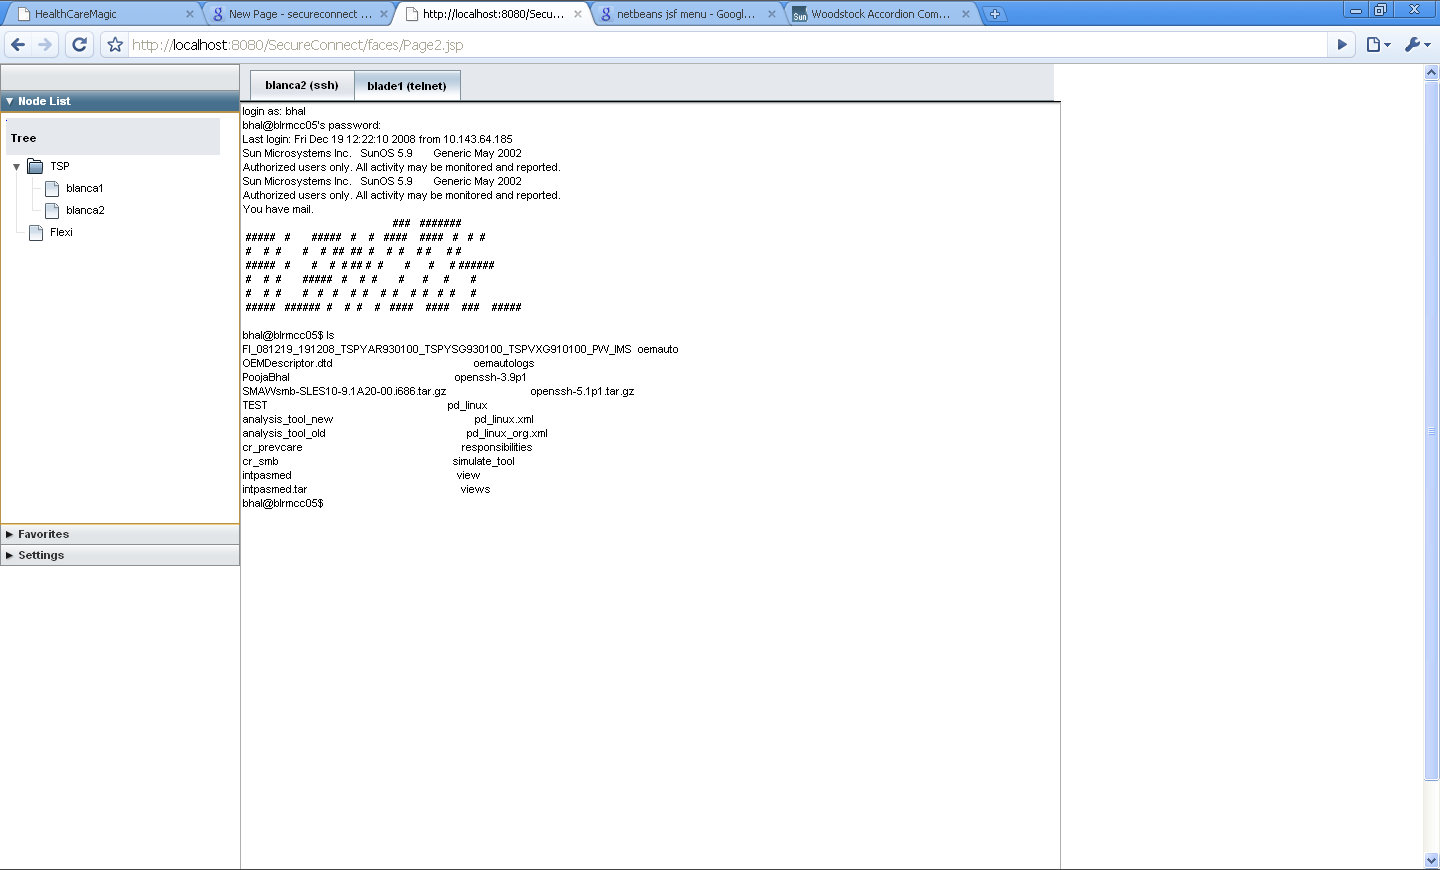 HealthCareMagic
New Page - secureconnect ...
http://localhost:8080/Secu...
netbeans jsf menu - Googl...
Sun
Woodstock Accordion Com...
http://localhost:8080/SecureConnect/faces/Page2.jsp
Node List
Tree
TSP
blanca1
blanca2
Flexi
Favorites
Settings
blanca2 (ssh)
blade1 (telnet)
login as: bhal
bhal@blrmcc05's password:
Last login: Fri Dec 19 12:22:10 2008 from 10.143.64.185
Sun Microsystems Inc.   SunOS 5.9       Generic May 2002
Authorized users only. All activity may be monitored and reported.
Sun Microsystems Inc.   SunOS 5.9       Generic May 2002
Authorized users only. All activity may be monitored and reported.
You have mail.
###   #######
#####   #       #####   #   #   ####    ####   #   #  #
#    #  #       #    #  ##  ##  #    #  #    # #     # #
#####   #       #    #  # ## #  #       #      #     # ######
#    #  #       #####   #    #  #       #      #    #       #
#    #  #       #   #   #    #  #    #  #    #  #   #       #
#####   ######  #    #  #    #   ####    ####    ###    #####
bhal@blrmcc05$ ls
FI_081219_191208_TSPYAR930100_TSPYSG930100_TSPVXG910100_PW_IMS  oemauto
OEMDescriptor.dtd   oemautologs
PoojaBhal   openssh-3.9p1
SMAWsmb-SLES10-9.1A20-00.i686.tar.gz   openssh-5.1p1.tar.gz
TEST   pd_linux
analysis_tool_new   pd_linux.xml
analysis_tool_old   pd_linux_org.xml
cr_prevcare   responsibilities
cr_smb   simulate_tool
intpasmed   view
intpasmed.tar   views
bhal@blrmcc05$